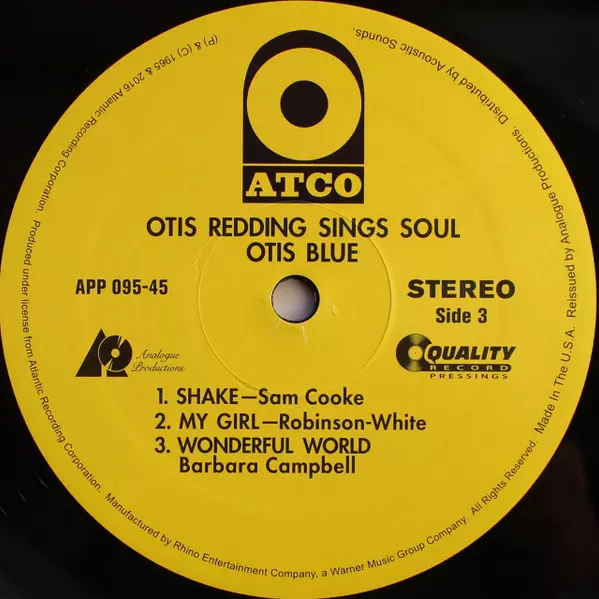 ATCO
OTIS REDDING SINGS SOUL
OTIS BLUE
APP 095-45
STEREO
Side 3
Analogue
Productions
QUALITY
RECORD
PRESSINGS
1. SHAKE—Sam Cooke
2. MY GIRL—Robinson-White
3. WONDERFUL WORLD
Barbara Campbell
(P) & (C) 1965 & 2016 Atlantic Recording Corporation. Produced under license from Atlantic Recording Corporation.
Manufactured by Rhino Entertainment Company, a Warner Music Group Company. All Rights Reserved. Made In The U.S.A. Reissued by Analogue Productions. Distributed by Acoustic Sounds.